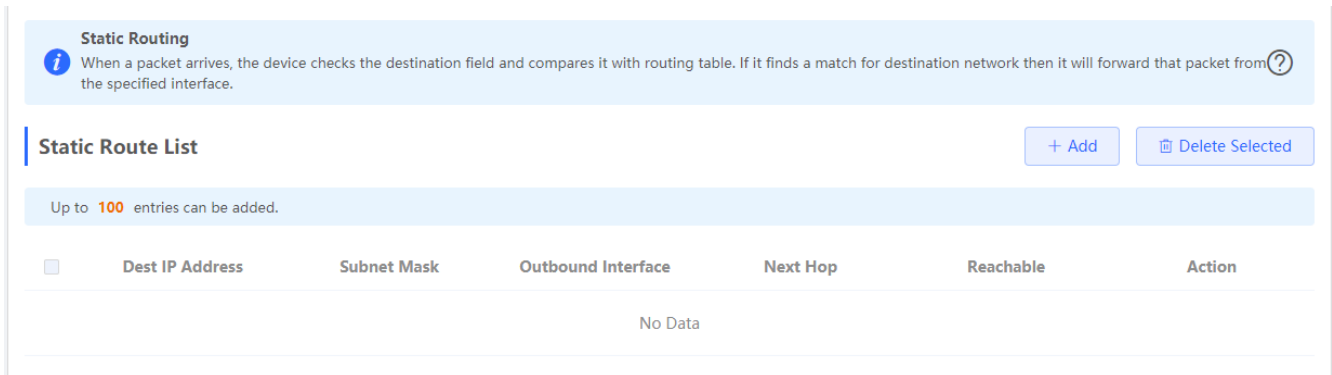 Static Routing
When a packet arrives, the device checks the destination field and compares it with routing table. If it finds a match for destination network then it will forward that packet from
the specified interface.
Static Route List
+ Add
Delete Selected
Up to 100 entries can be added.
Dest IP Address Subnet Mask Outbound Interface Next Hop Reachable Action
No Data